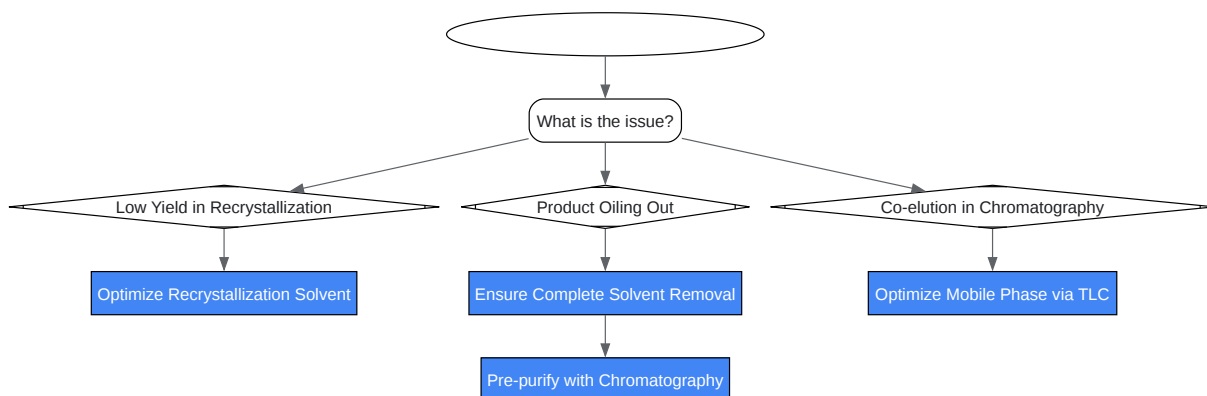 What is the issue?
Low Yield in Recrystallization
Product Oiling Out
Co-elution in Chromatography
Optimize Recrystallization Solvent
Ensure Complete Solvent Removal
Optimize Mobile Phase via TLC
Pre-purify with Chromatography